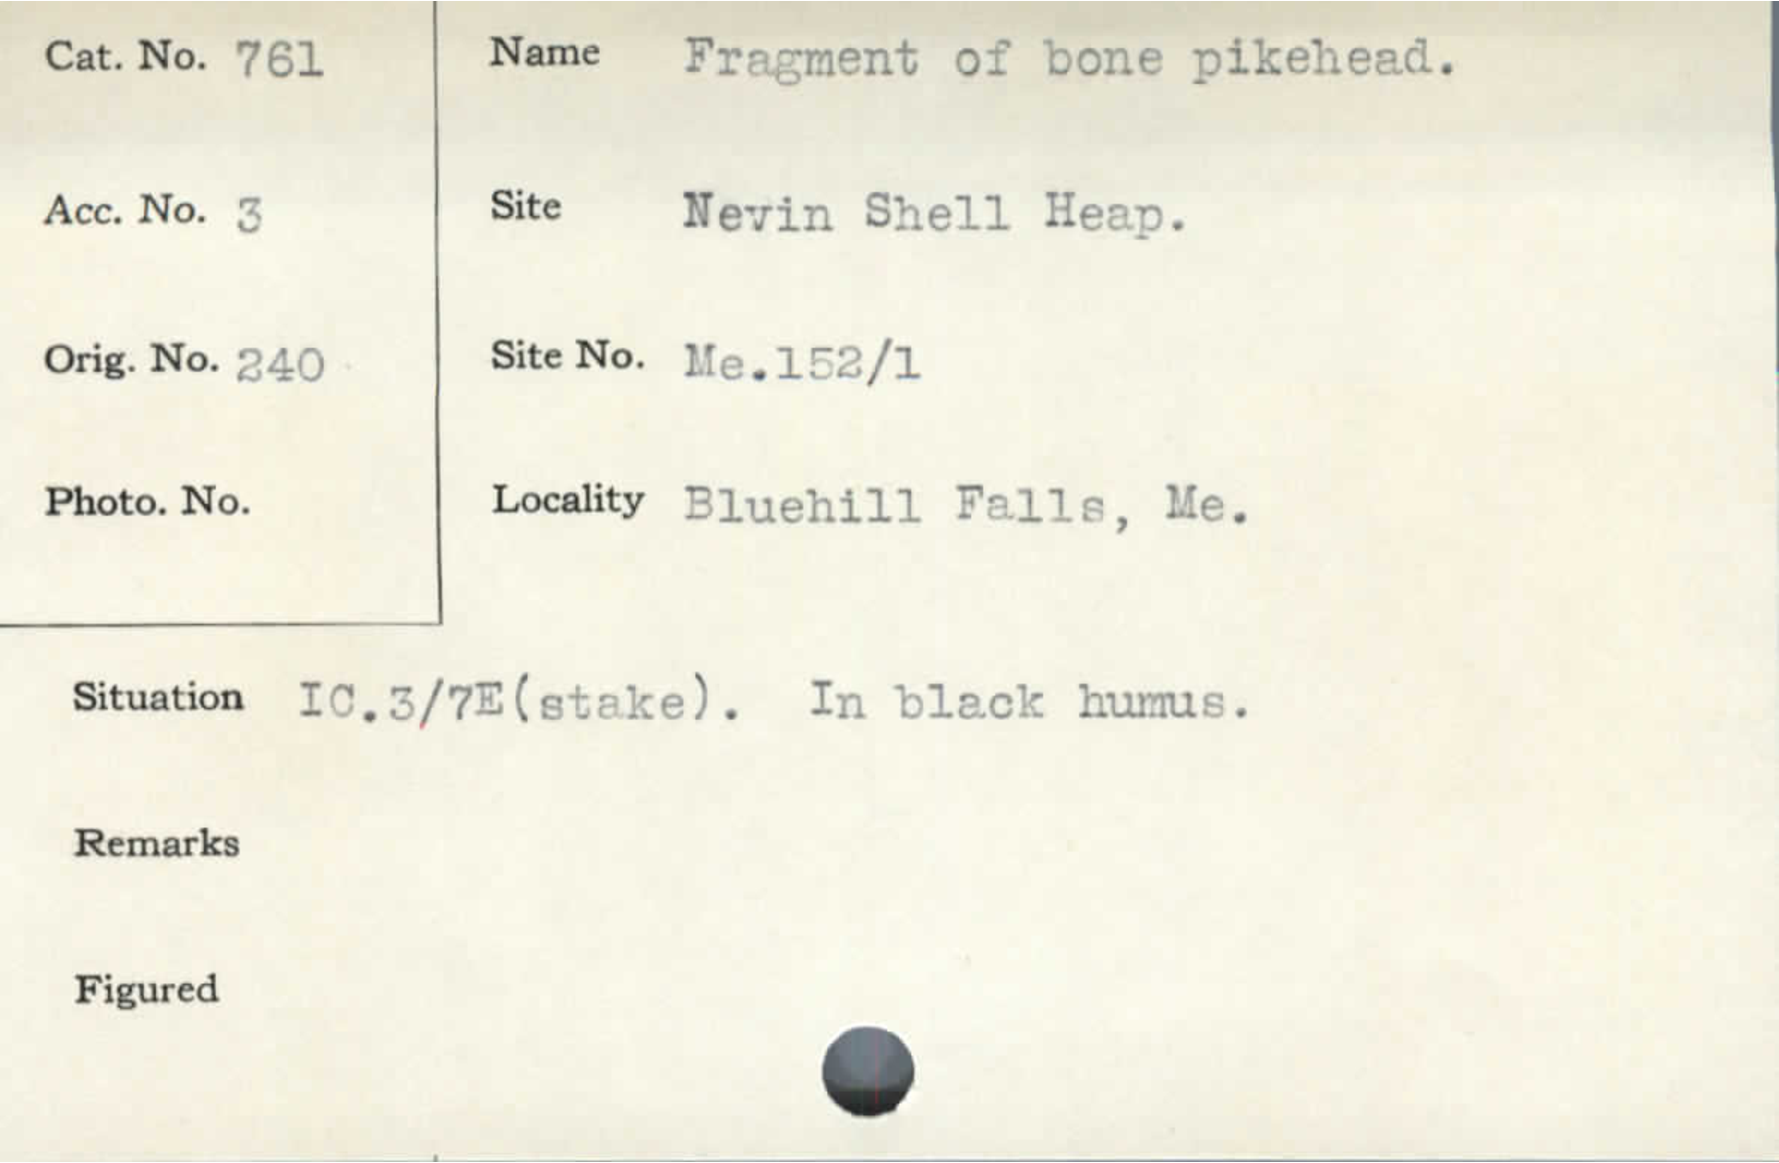 Cat. No. 761
Name Fragment of bone pikehead.
Acc. No. 3
Site Nevin Shell Heap.
Orig. No. 240
Site No. Me.152/1
Photo. No.
Locality Bluehill Falls, Me.
Situation IC.3/7E(stake). In black humus.
Remarks
Figured